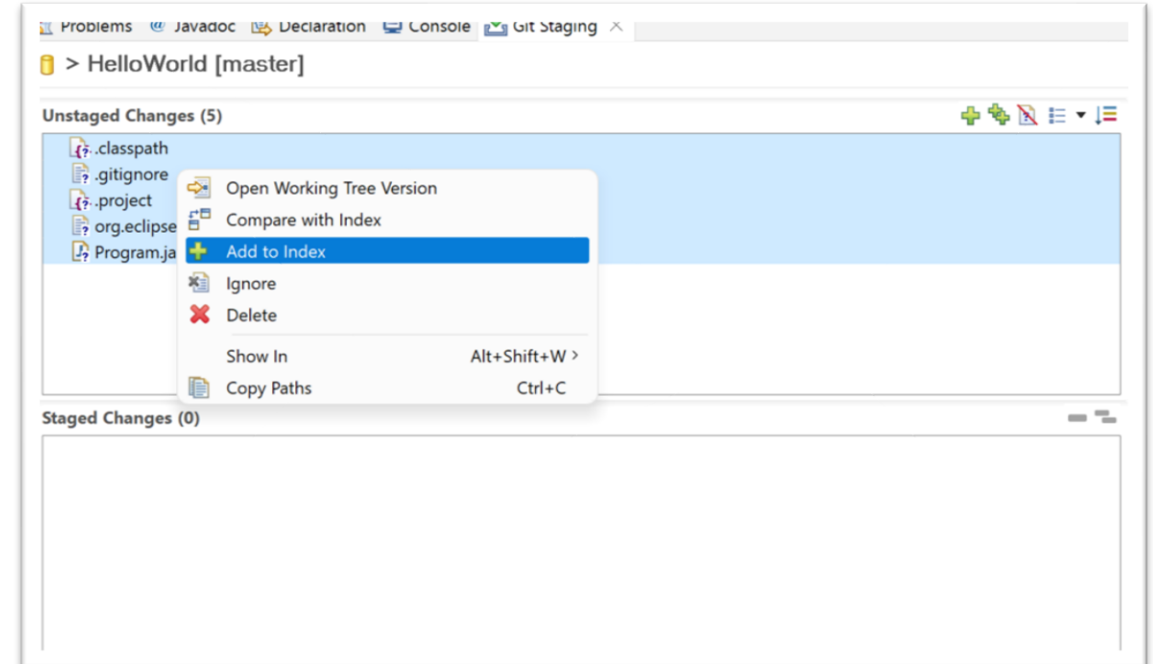 Problems @ Javadoc Declaration Console Git Staging
> HelloWorld [master]
Unstaged Changes (5)
.classpath
.gitignore
.project
org.eclipse
Program.ja
Open Working Tree Version
Compare with Index
Add to Index
Ignore
Delete
Show In Alt+Shift+W >
Copy Paths Ctrl+C
Staged Changes (0)